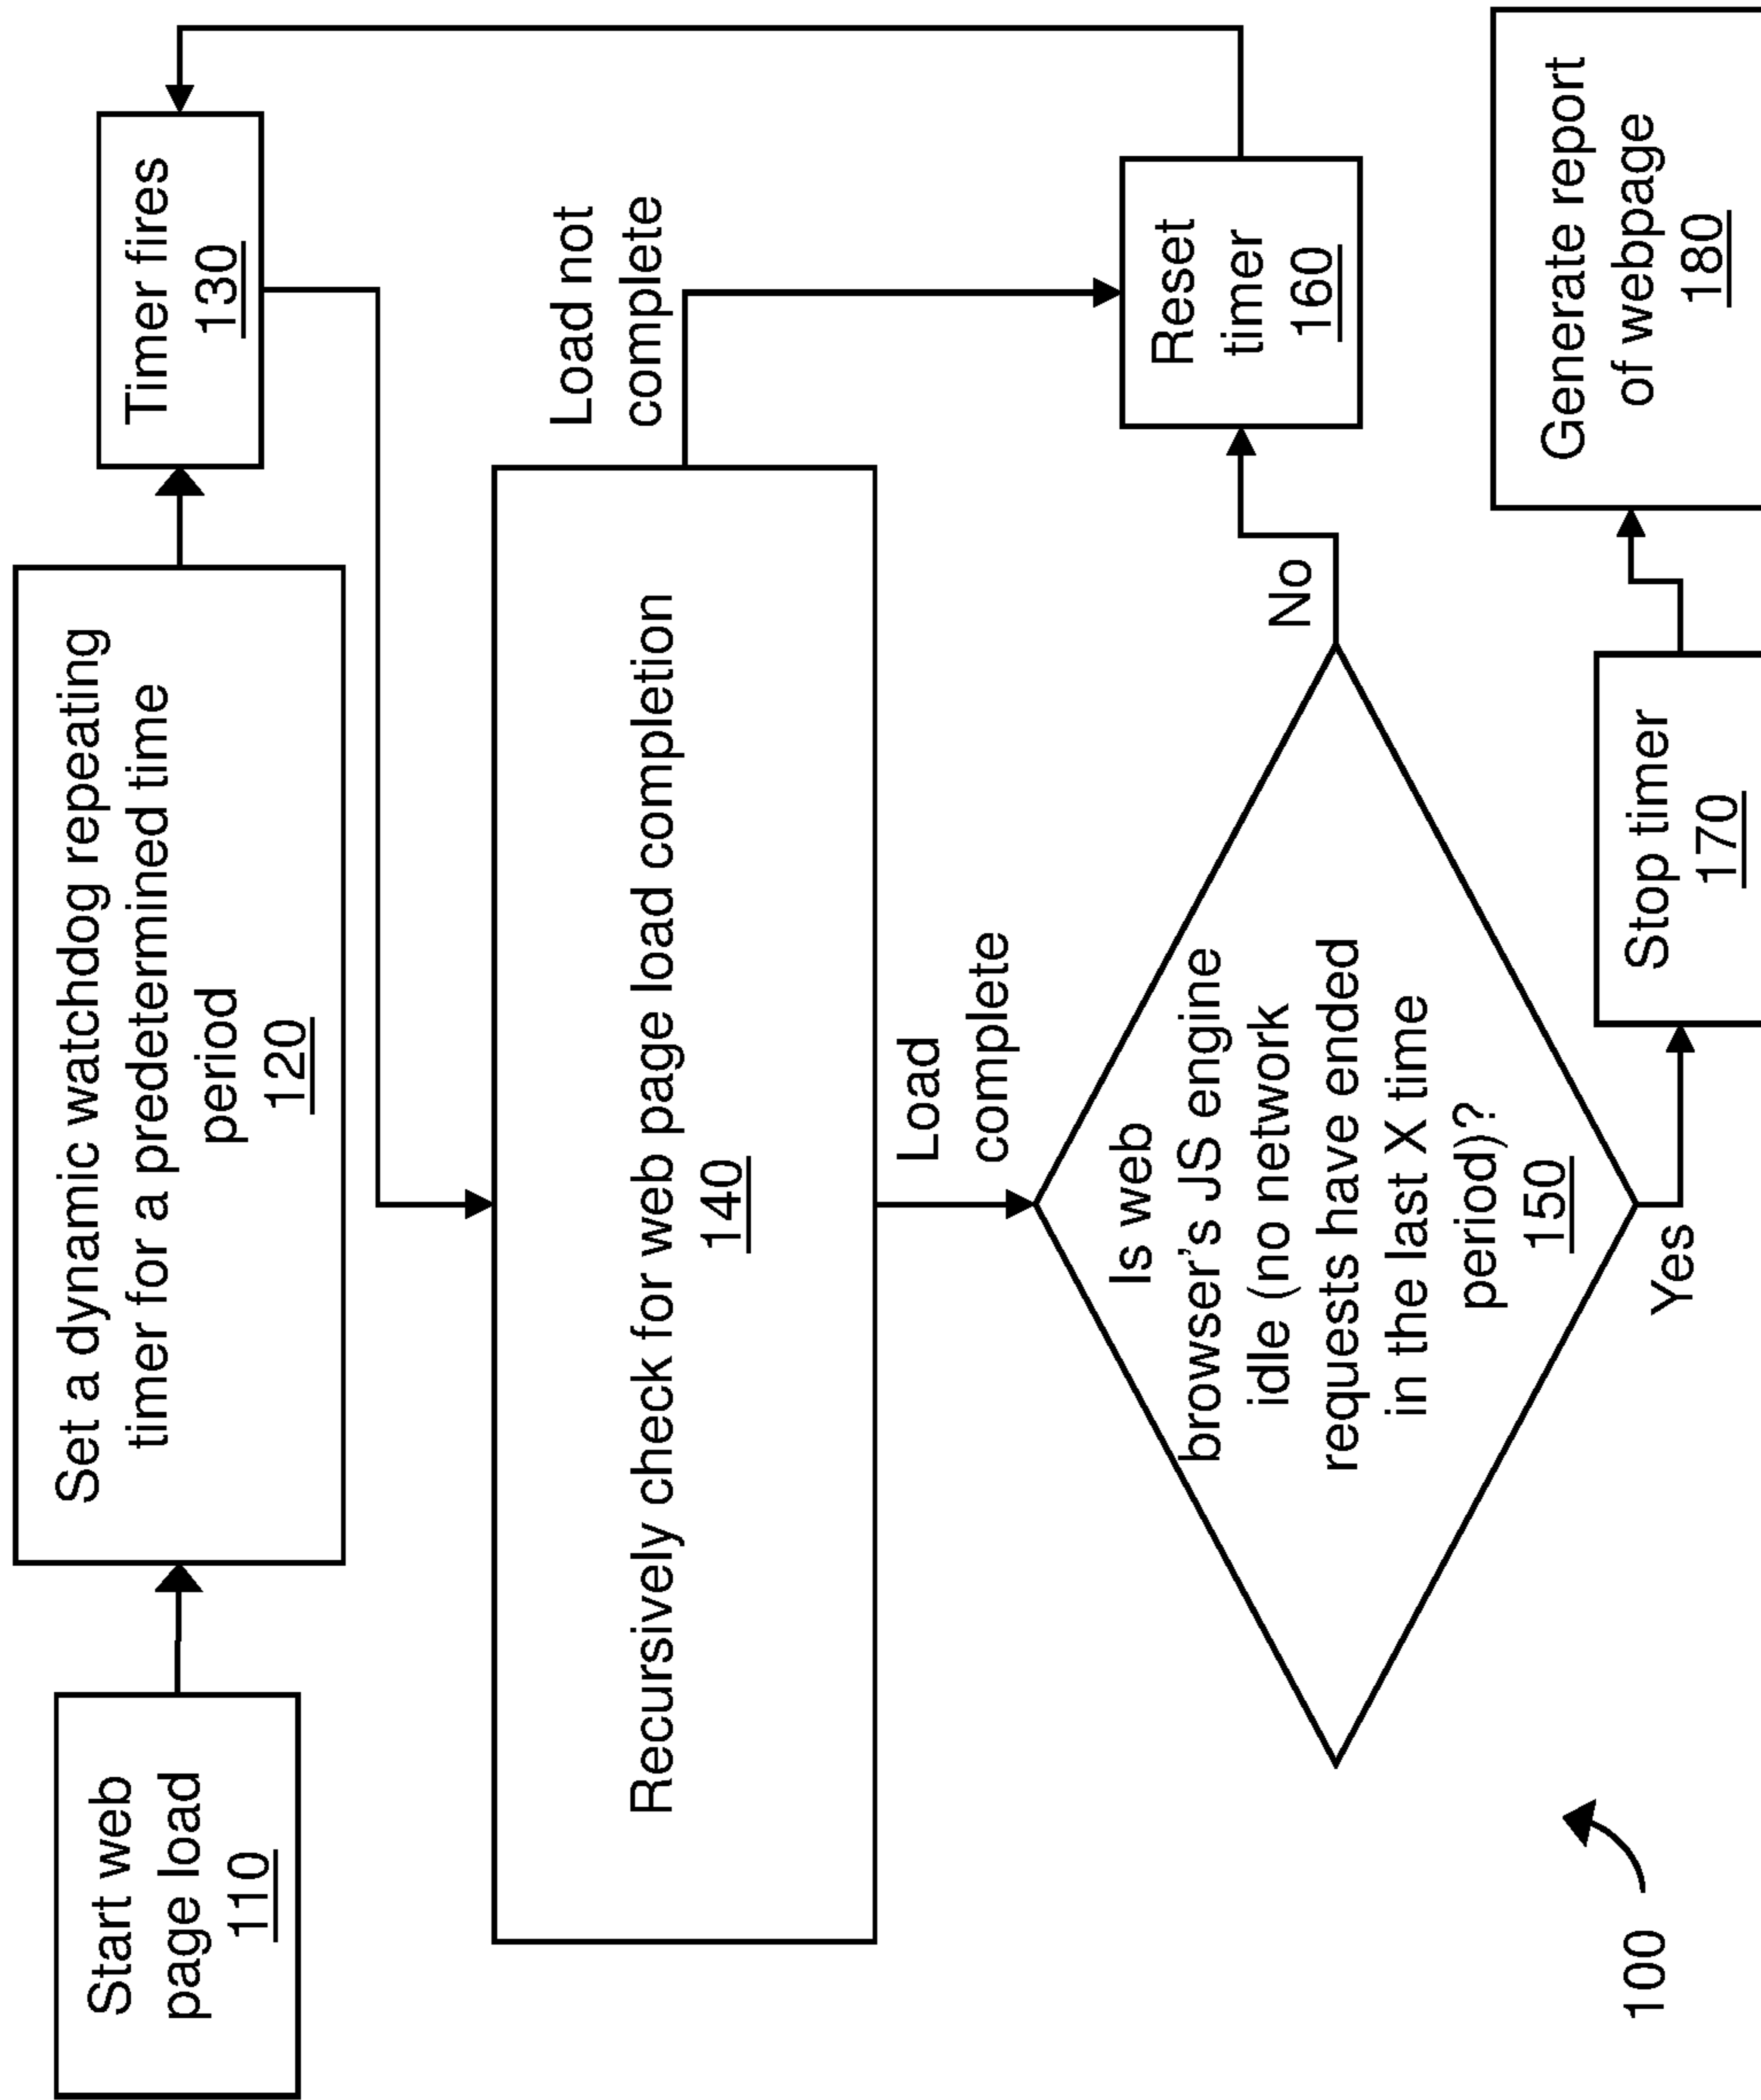 Start web
page load
110
Set a dynamic watchdog repeating
timer for a predetermined time
period
120
Timer fires
130
Recursively check for web page load completion
140
Load not
complete
Load
complete
Is web
browser's JS engine
idle (no network
requests have ended
in the last X time
period)?
150
No
Reset
timer
160
Yes
Stop timer
170
Generate report
of webpage
180
100